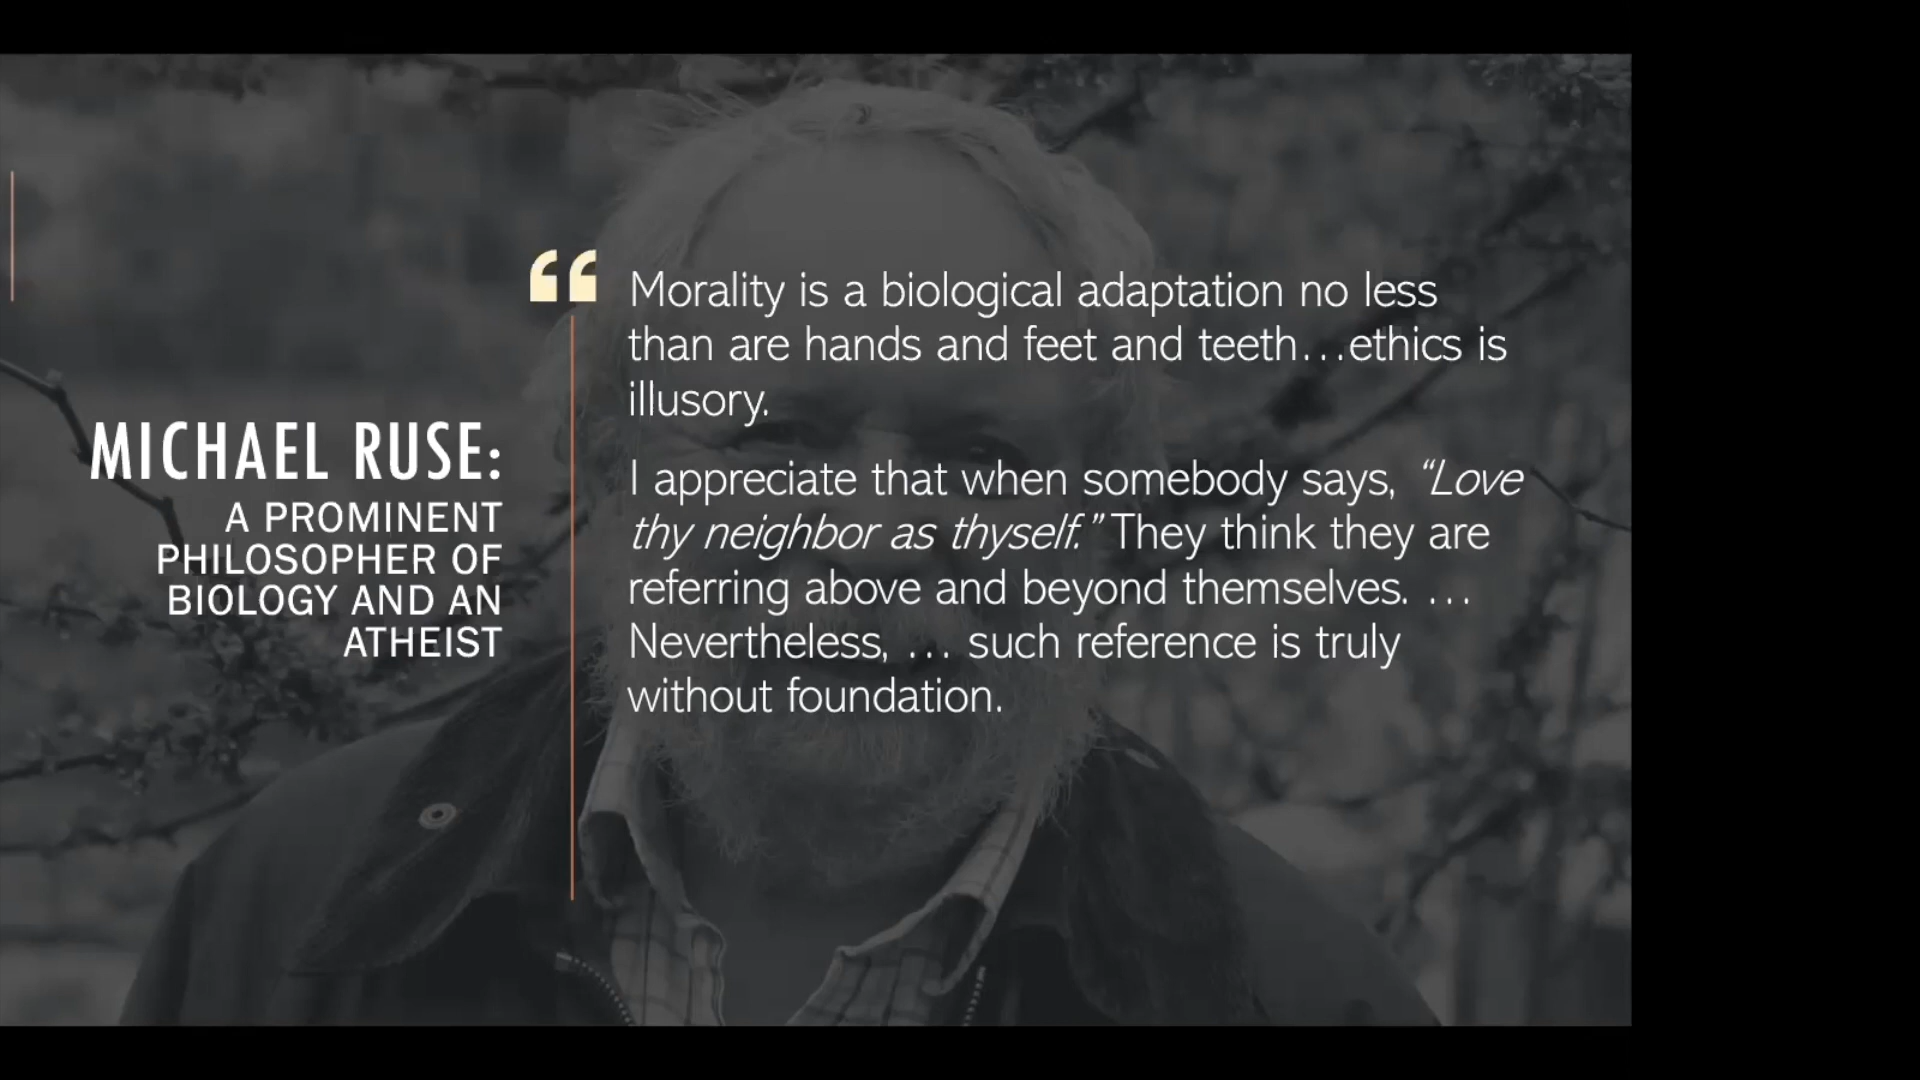 MICHAEL RUSE:
A PROMINENT
PHILOSOPHER OF
BIOLOGY AND AN
ATHEIST
“
Morality is a biological adaptation no less
than are hands and feet and teeth…ethics is
illusory.
I appreciate that when somebody says, “Love
thy neighbor as thyself.” They think they are
referring above and beyond themselves. …
Nevertheless, … such reference is truly
without foundation.